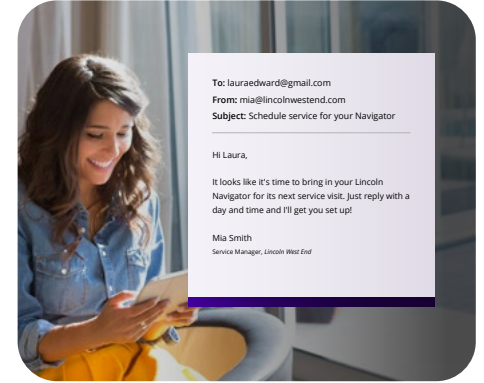 To: lauraedward@gmail.com
From: mia@lincolnwestend.com
Subject: Schedule service for your Navigator
Hi Laura,
It looks like it's time to bring in your Lincoln
Navigator for its next service visit. Just reply with a
day and time and I'll get you set up!
Mia Smith
Service Manager, Lincoln West End